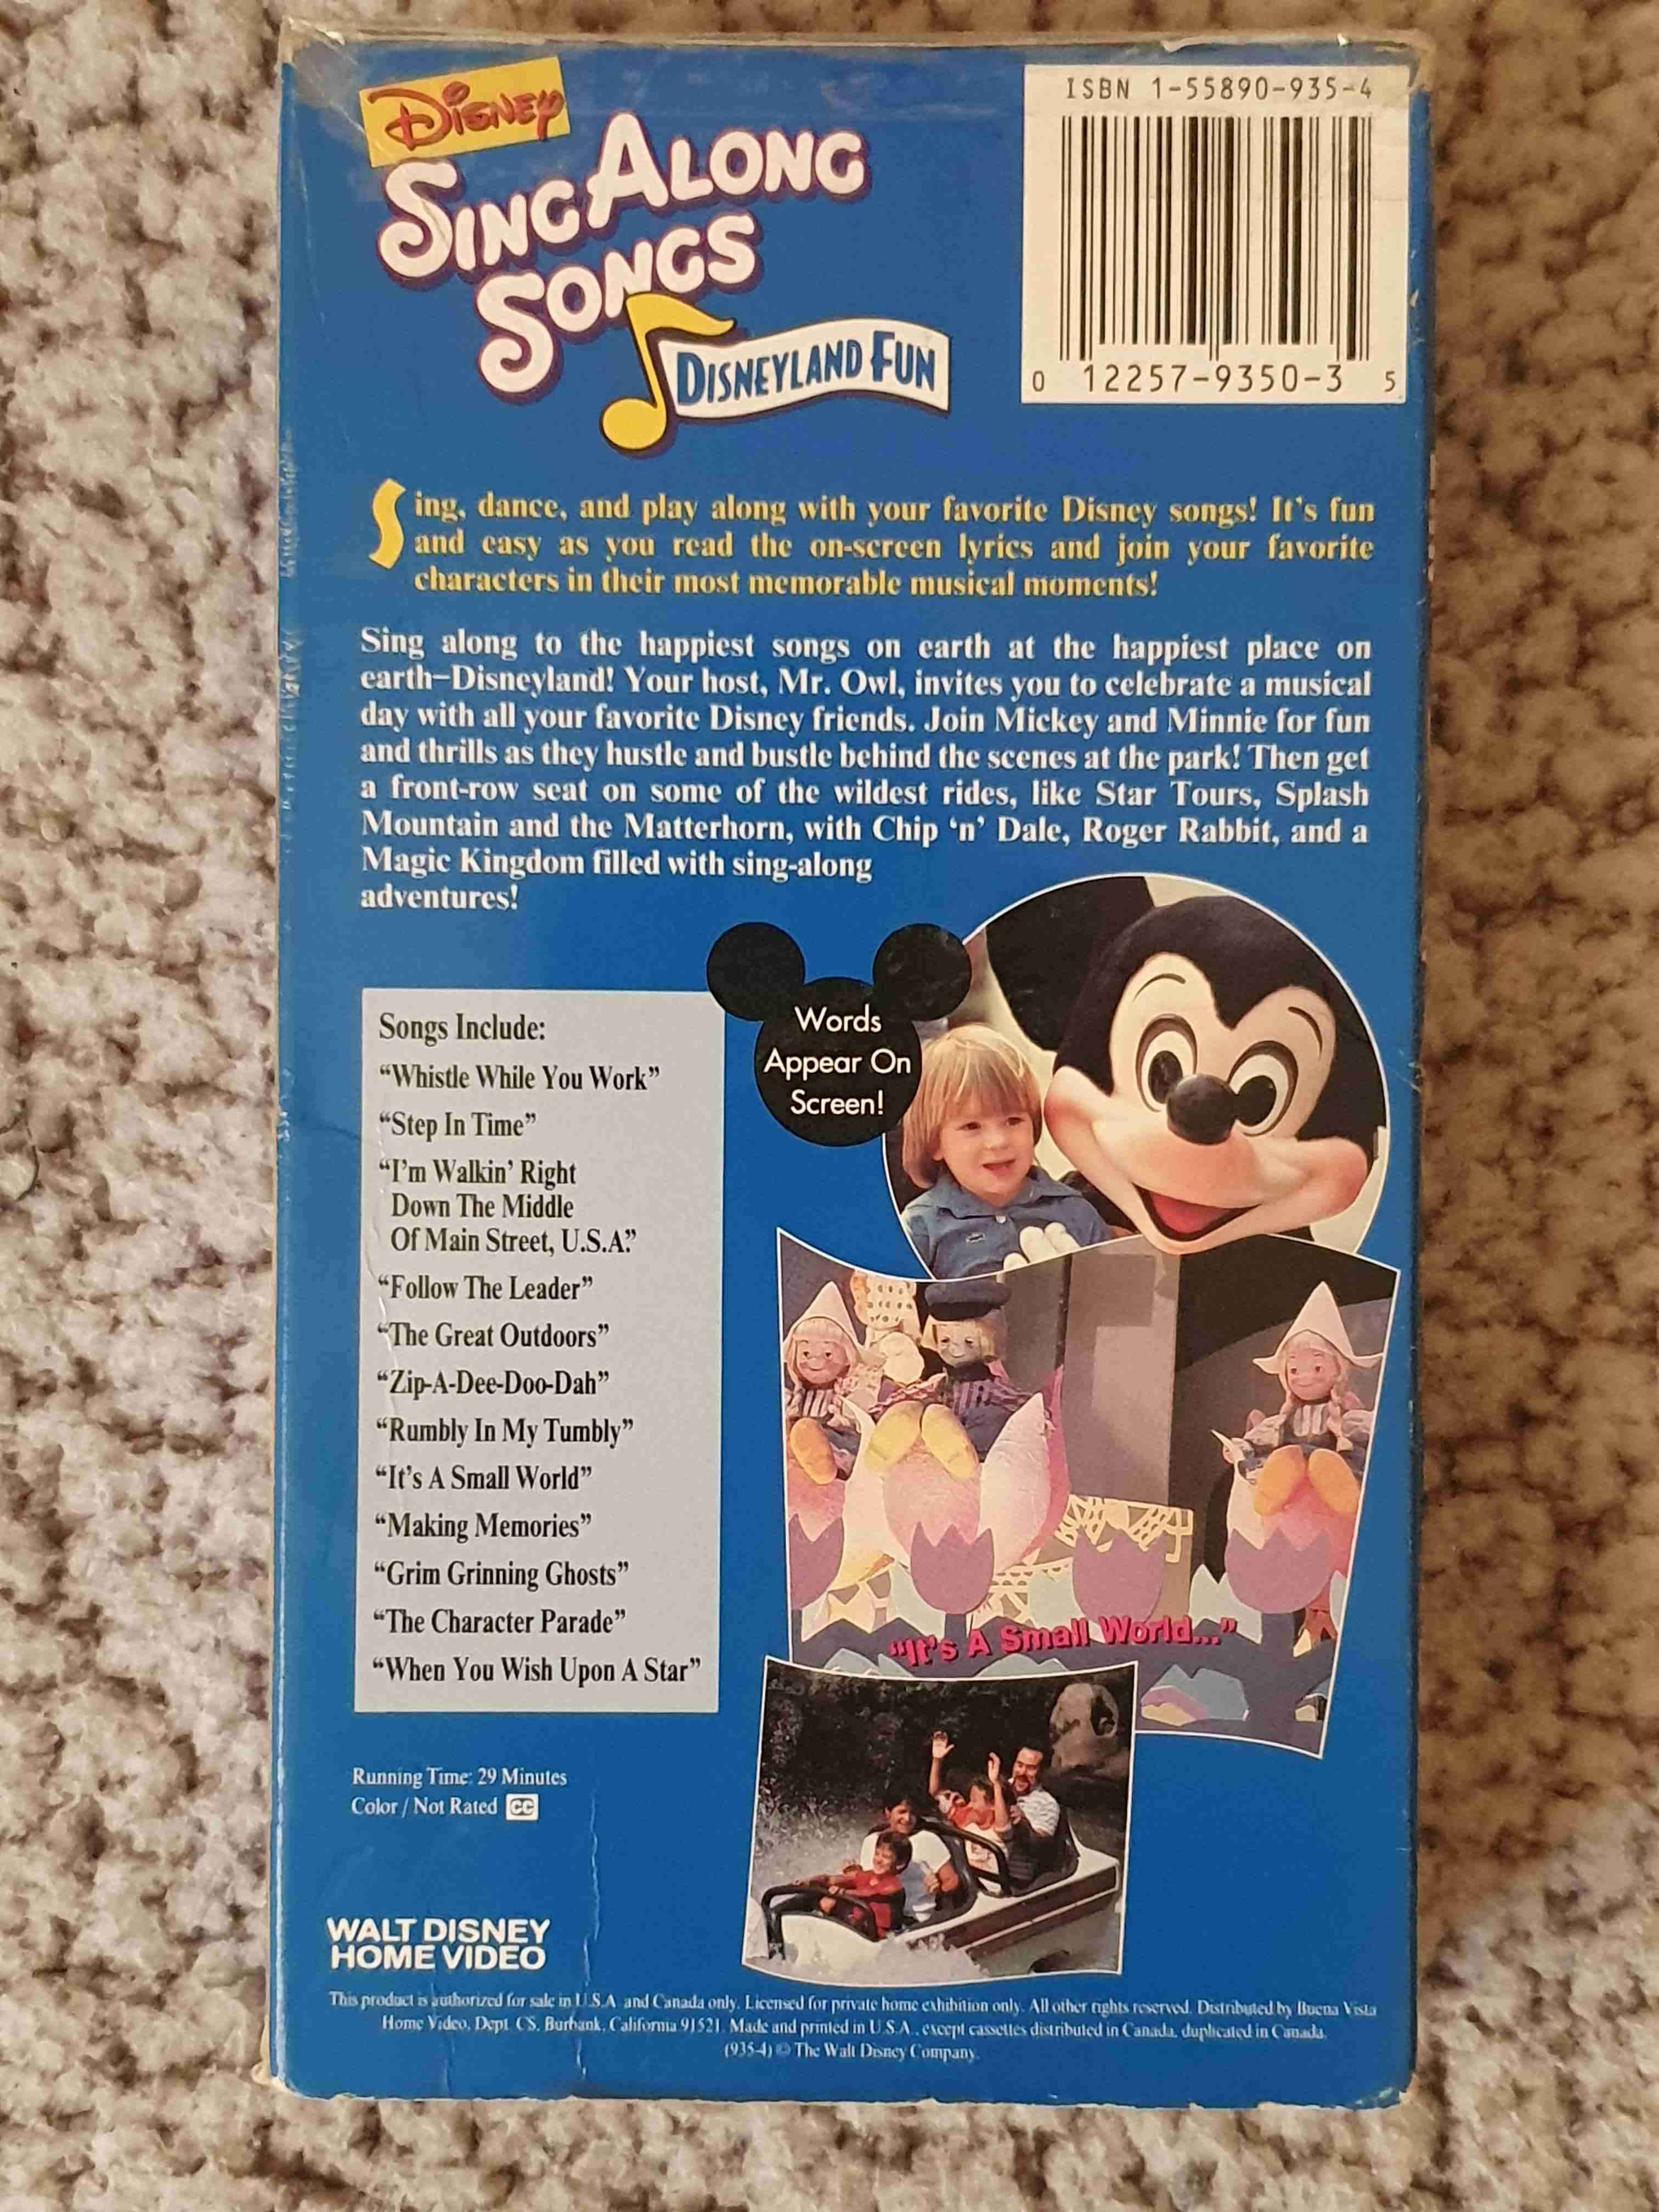 DISNEY
SING ALONG
SONGS
DISNEYLAND FUN
ISBN 1-55890-935-4
0 12257-9350-3 5
Sing, dance, and play along with your favorite Disney songs! It's fun
and easy as you read the on-screen lyrics and join your favorite
characters in their most memorable musical moments!
Sing along to the happiest songs on earth at the happiest place on
earth—Disneyland! Your host, Mr. Owl, invites you to celebrate a musical
day with all your favorite Disney friends. Join Mickey and Minnie for fun
and thrills as they hustle and bustle behind the scenes at the park! Then get
a front-row seat on some of the wildest rides, like Star Tours, Splash
Mountain and the Matterhorn, with Chip 'n' Dale, Roger Rabbit, and a
Magic Kingdom filled with sing-along
adventures!
Words
Appear On
Screen!
Songs Include:
"Whistle While You Work"
"Step In Time"
"I'm Walkin' Right
Down The Middle
Of Main Street, U.S.A."
"Follow The Leader"
"The Great Outdoors"
"Zip-A-Dee-Doo-Dah"
"Rumbly In My Tumbly"
"It's A Small World"
"Making Memories"
"Grim Grinning Ghosts"
"The Character Parade"
"When You Wish Upon A Star"
"It's A Small World..."
Running Time: 29 Minutes
Color / Not Rated CC
WALT DISNEY
HOME VIDEO
This product is authorized for sale in U.S.A. and Canada only. Licensed for private home exhibition only. All other rights reserved. Distributed by Buena Vista
Home Video, Dept. CS, Burbank, California 91521. Made and printed in U.S.A., except cassettes distributed in Canada, duplicated in Canada.
(935-4) © The Walt Disney Company.